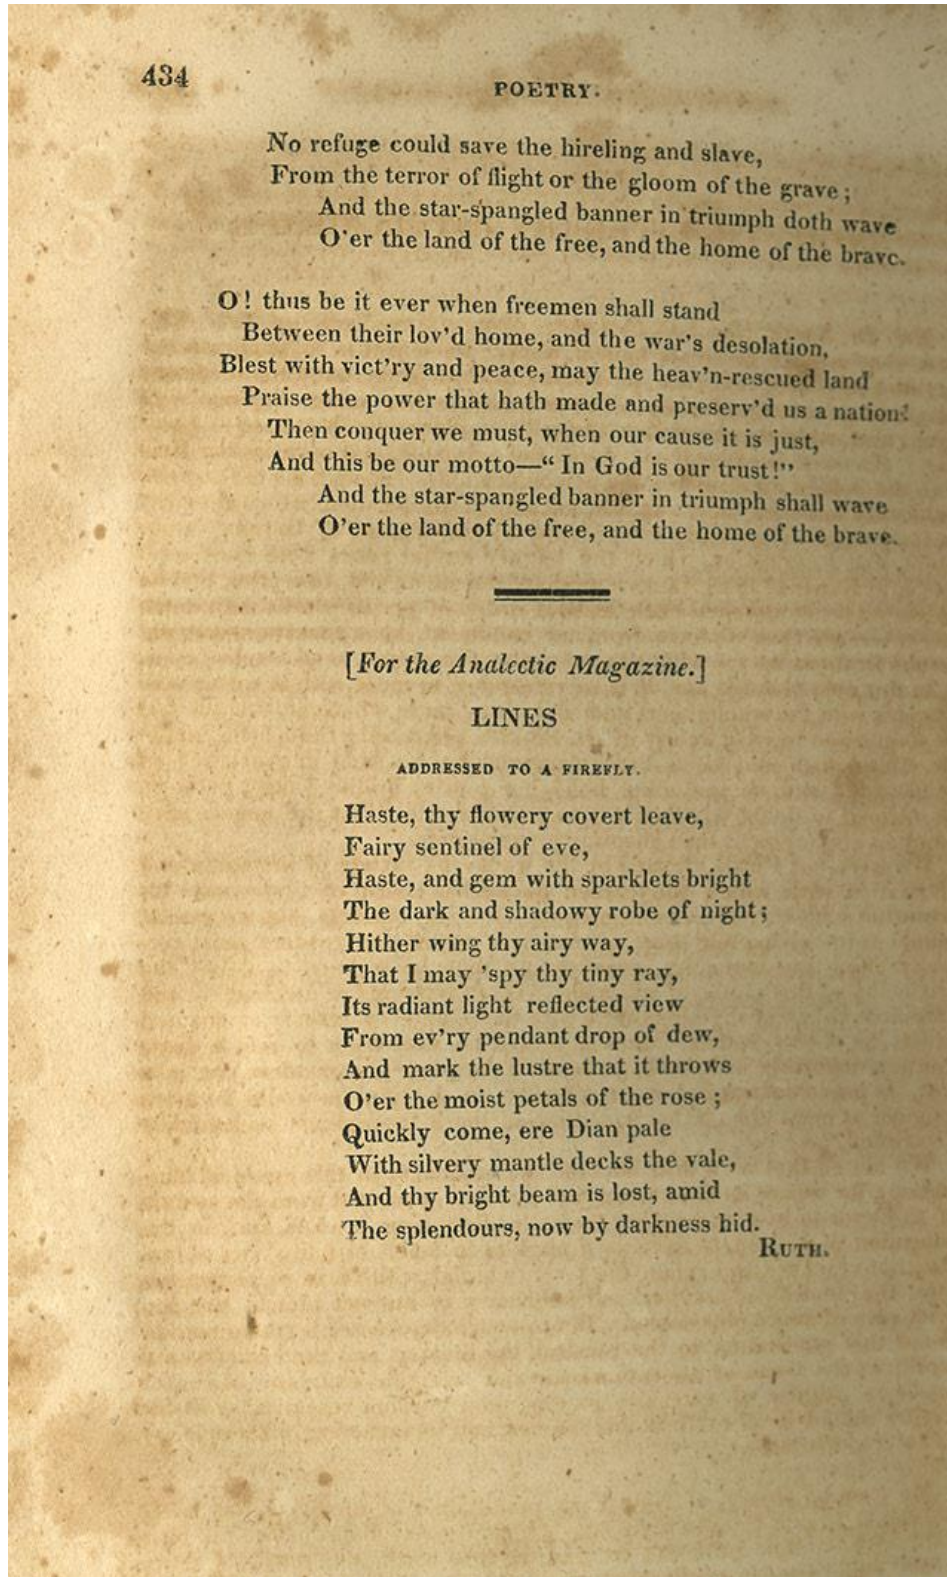 434
POETRY.
No refuge could save the hireling and slave,
From the terror of flight or the gloom of the grave;
And the star-spangled banner in triumph doth wave
O'er the land of the free, and the home of the brave.
O! thus be it ever when freemen shall stand
Between their lov'd home, and the war's desolation,
Blest with vict'ry and peace, may the heav'n-rescued land
Praise the power that hath made and preserv'd us a nation!
Then conquer we must, when our cause it is just,
And this be our motto—“In God is our trust!”
And the star-spangled banner in triumph shall wave
O'er the land of the free, and the home of the brave.
[For the Analectic Magazine.]
LINES
ADDRESSED TO A FIREFLY.
Haste, thy flowery covert leave,
Fairy sentinel of eve,
Haste, and gem with sparklets bright
The dark and shadowy robe of night;
Hither wing thy airy way,
That I may 'spy thy tiny ray,
Its radiant light reflected view
From ev'ry pendant drop of dew,
And mark the lustre that it throws
O'er the moist petals of the rose;
Quickly come, ere Dian pale
With silvery mantle decks the vale,
And thy bright beam is lost, amid
The splendours, now by darkness hid.
RUTH.